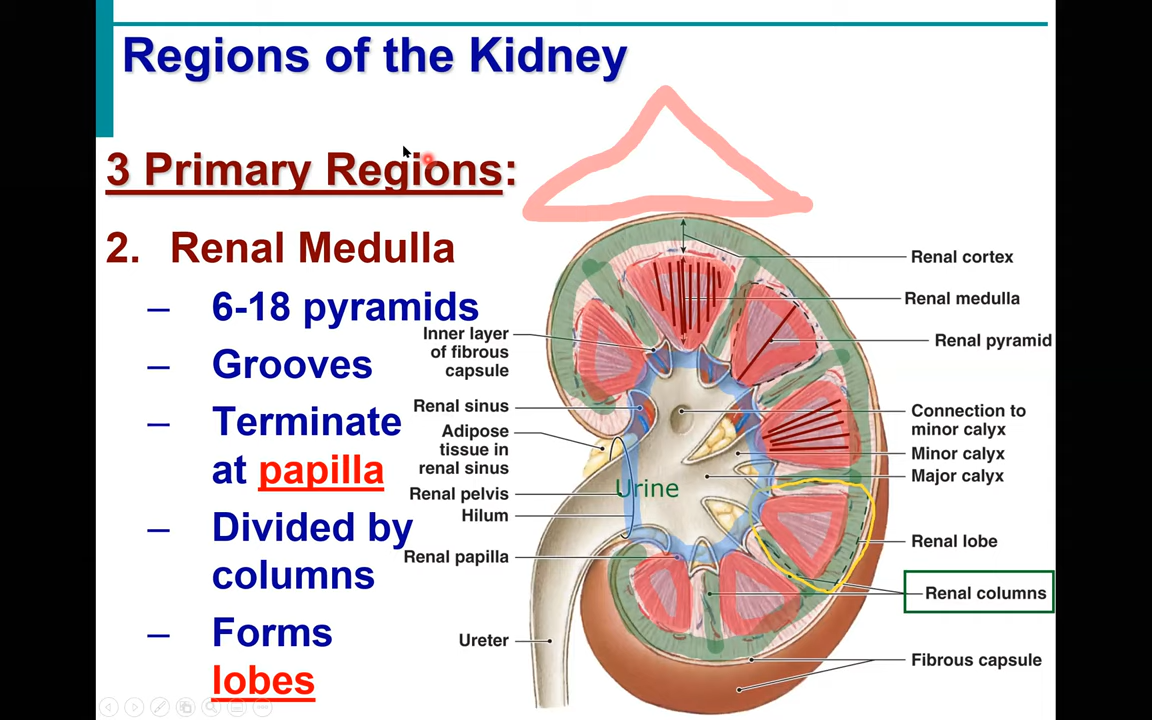 Regions of the Kidney
3 Primary Regions:
2. Renal Medulla
– 6-18 pyramids
– Grooves
– Terminate
at papilla
– Divided by
columns
– Forms
lobes
Inner layer
of fibrous
capsule
Renal sinus
Adipose
tissue in
renal sinus
Renal pelvis
Hilum
Renal papilla
Ureter
Urine
Renal cortex
Renal medulla
Renal pyramid
Connection to
minor calyx
Minor calyx
Major calyx
Renal lobe
Renal columns
Fibrous capsule